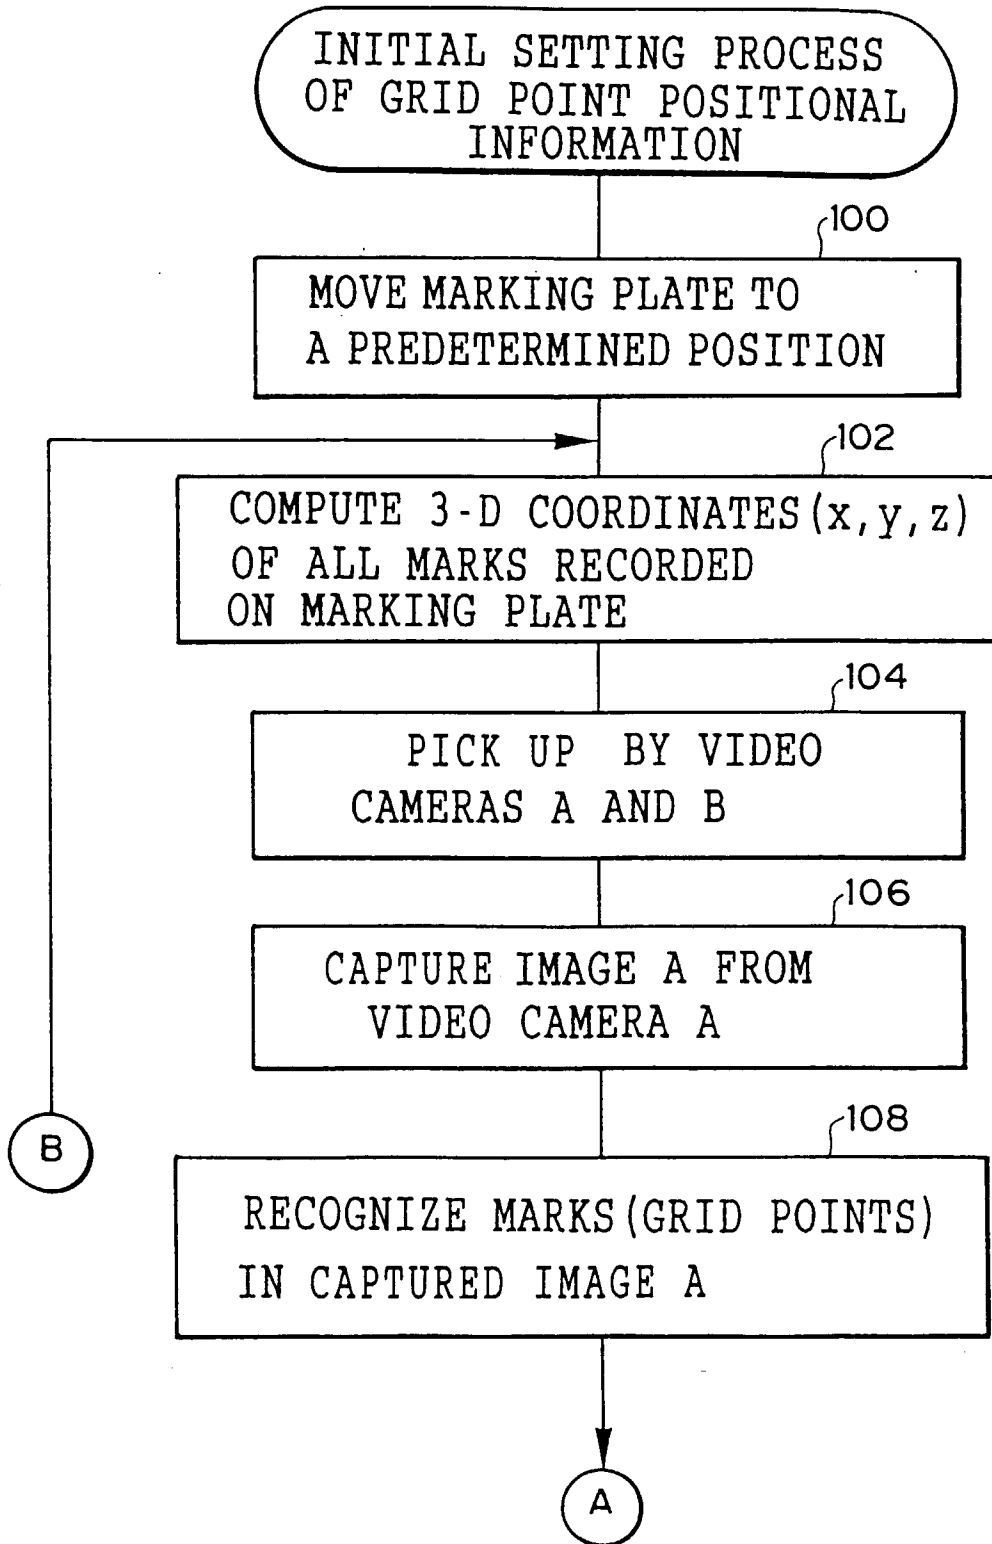 INITIAL SETTING PROCESS
OF GRID POINT POSITIONAL
INFORMATION
100
MOVE MARKING PLATE TO
A PREDETERMINED POSITION
102
COMPUTE 3-D COORDINATES (x, y, z)
OF ALL MARKS RECORDED
ON MARKING PLATE
104
PICK UP BY VIDEO
CAMERAS A AND B
106
CAPTURE IMAGE A FROM
VIDEO CAMERA A
B
108
RECOGNIZE MARKS (GRID POINTS)
IN CAPTURED IMAGE A
A